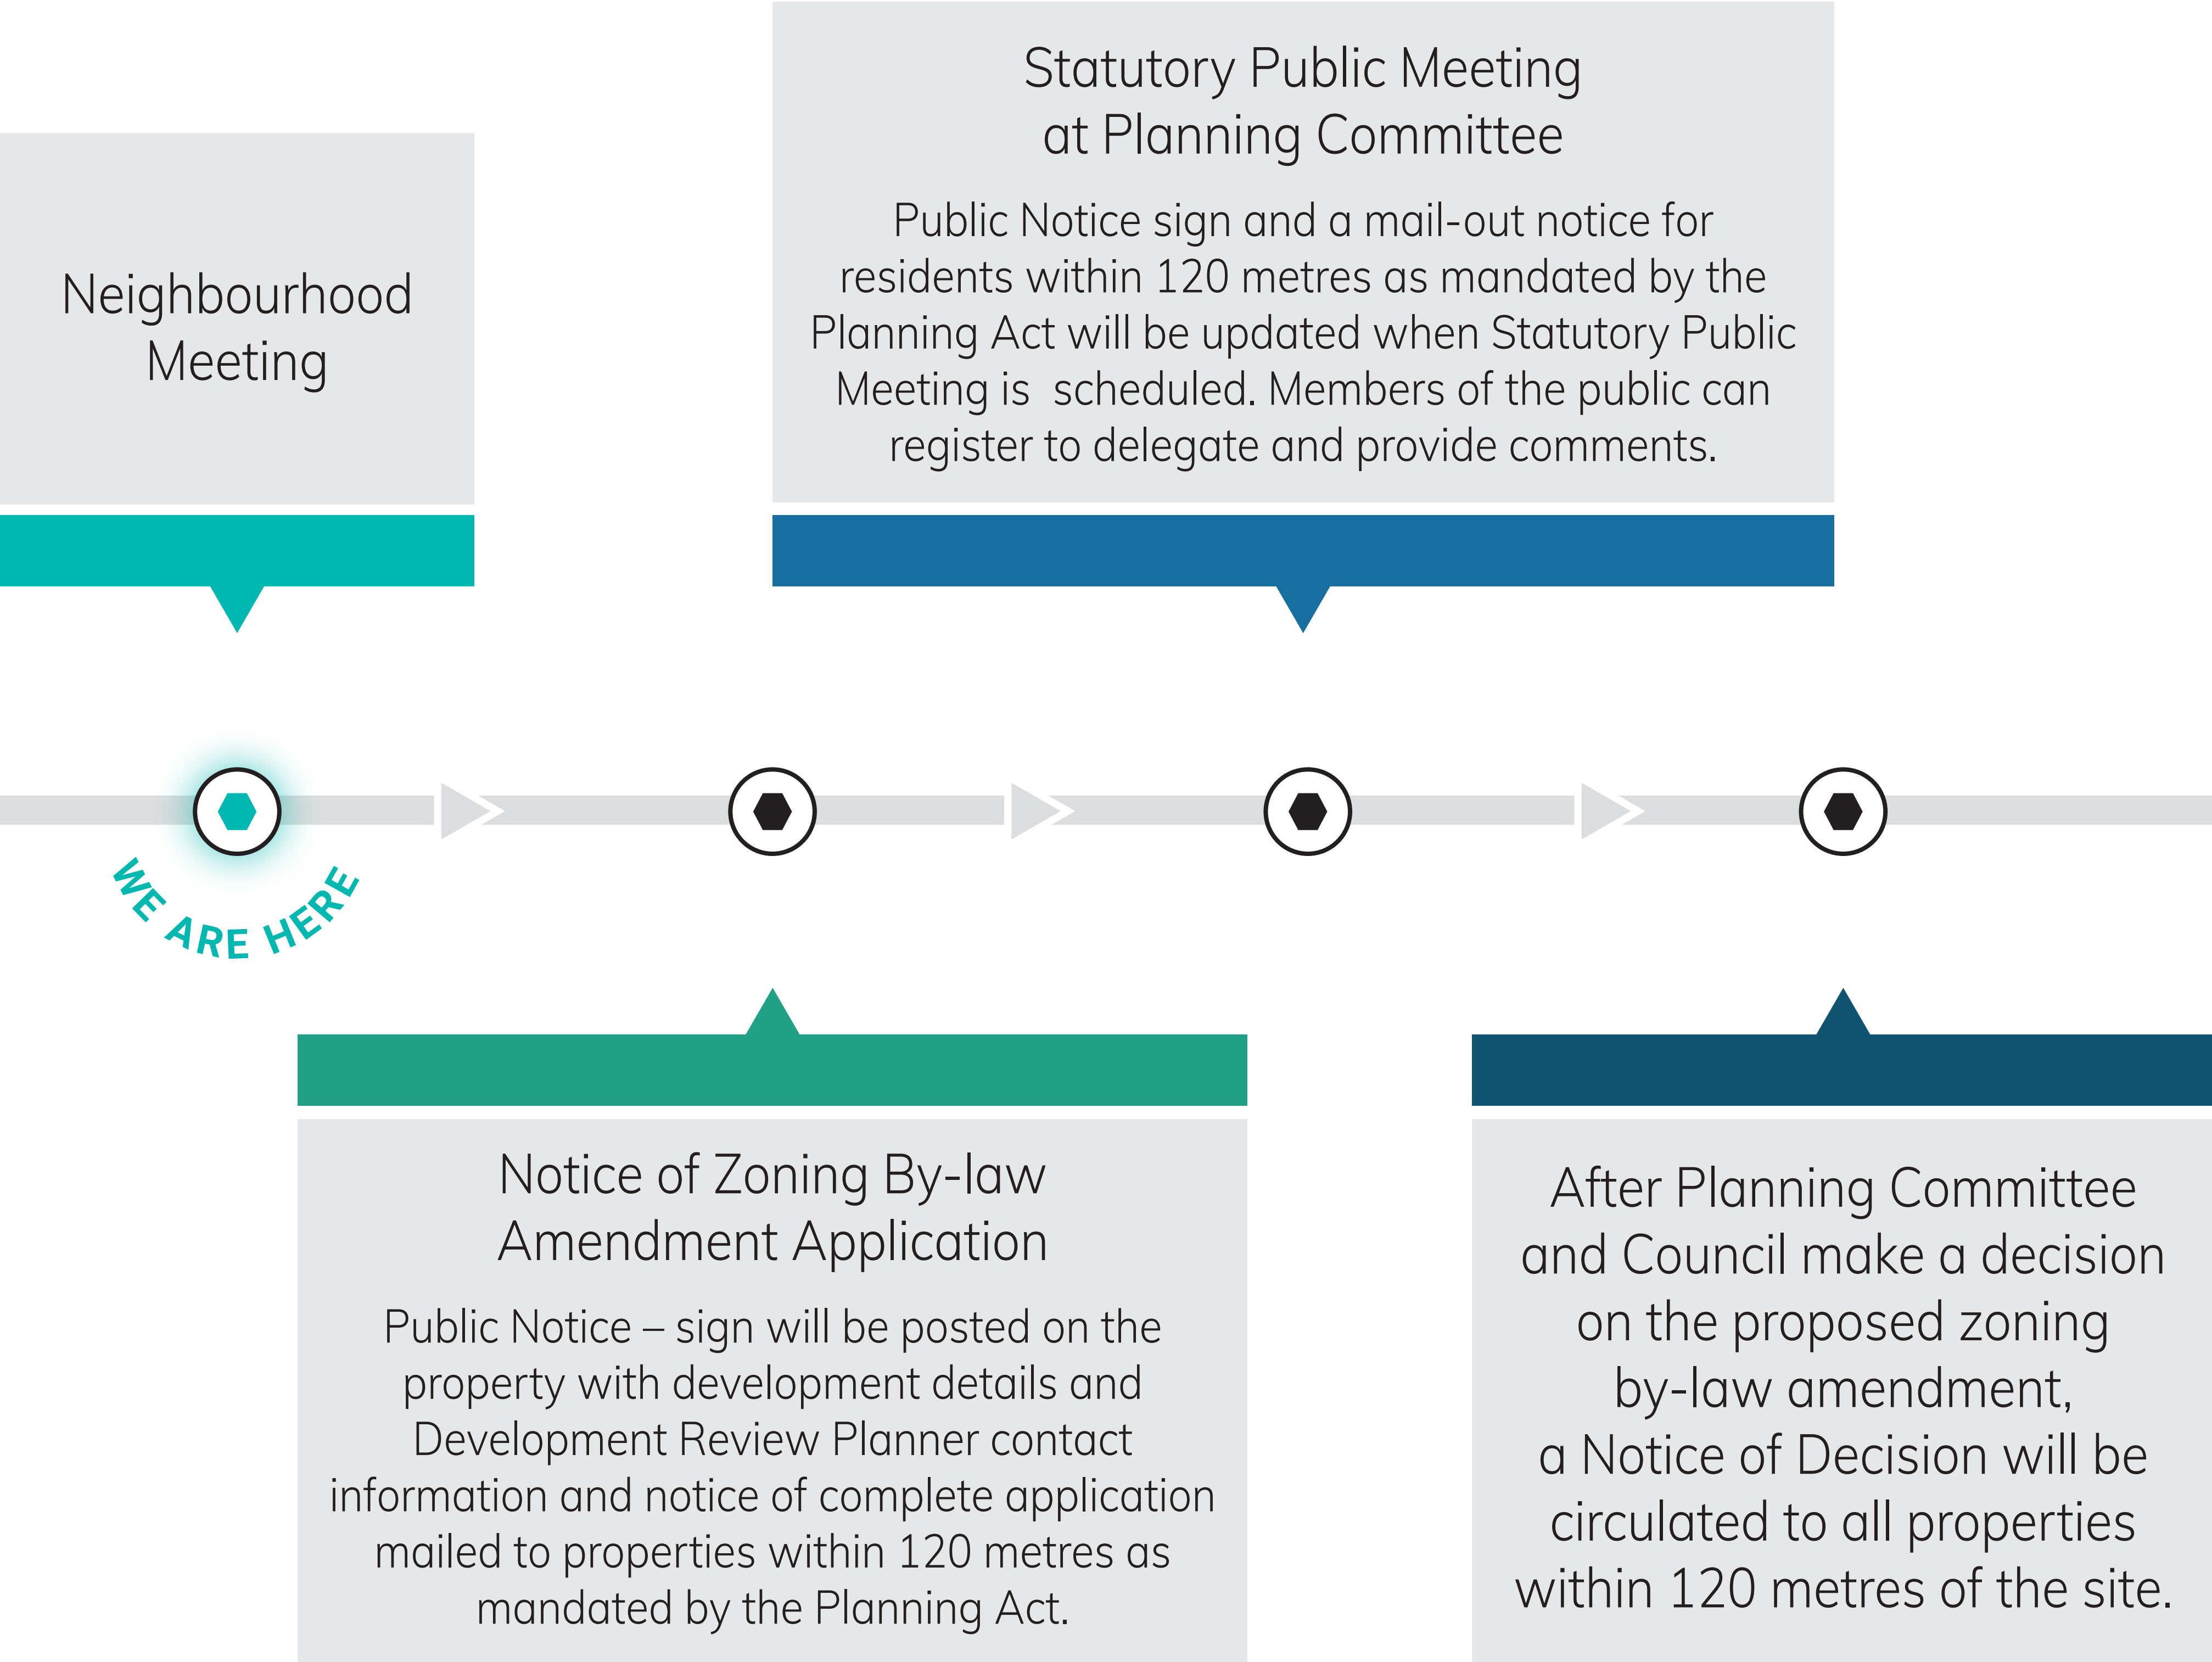 Neighbourhood
Meeting
WE ARE HERE
Notice of Zoning By-law
Amendment Application
Public Notice – sign will be posted on the
property with development details and
Development Review Planner contact
information and notice of complete application
mailed to properties within 120 metres as
mandated by the Planning Act.
Statutory Public Meeting
at Planning Committee
Public Notice sign and a mail-out notice for
residents within 120 metres as mandated by the
Planning Act will be updated when Statutory Public
Meeting is  scheduled. Members of the public can
register to delegate and provide comments.
After Planning Committee
and Council make a decision
on the proposed zoning
by-law amendment,
a Notice of Decision will be
circulated to all properties
within 120 metres of the site.